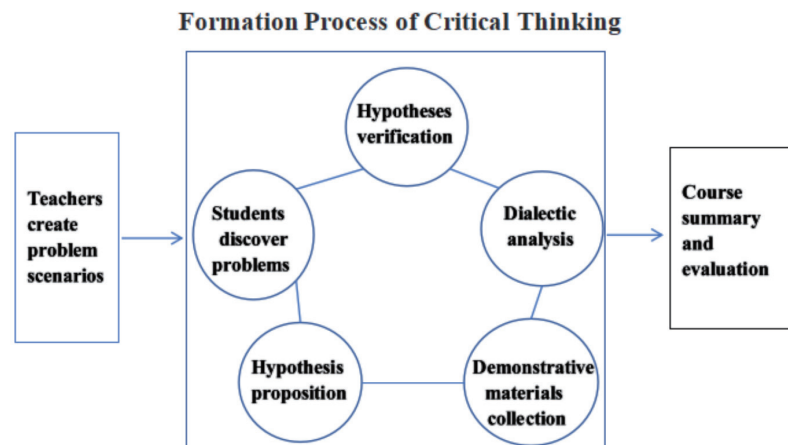 Formation Process of Critical Thinking
Teachers
create
problem
scenarios
Hypotheses
verification
Students
discover
problems
Dialectic
analysis
Hypothesis
proposition
Demonstrative
materials
collection
Course
summary
and
evaluation